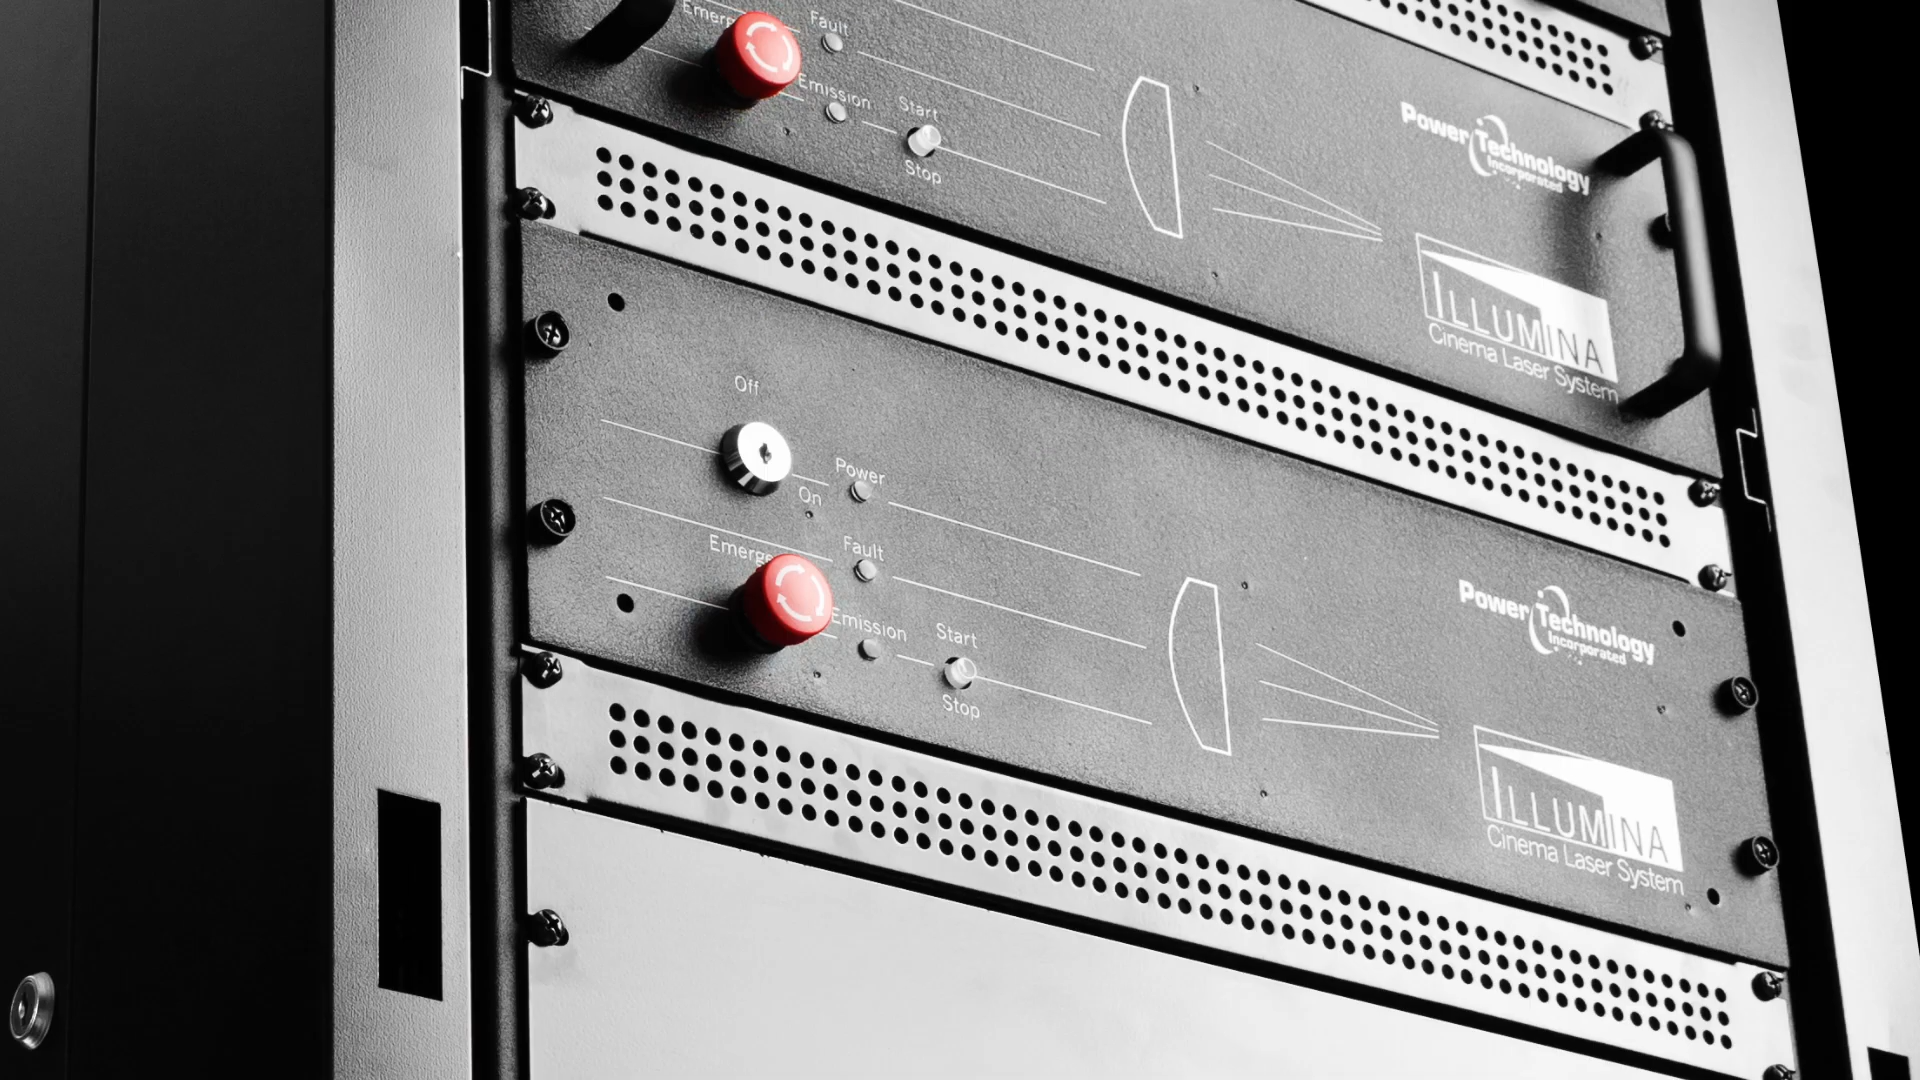 Fault
Emission
Start
Stop
Power Technology
Incorporated
ILLUMINA
Cinema Laser System
Off
On
Power
Fault
Emission
Start
Stop
Power Technology
Incorporated
ILLUMINA
Cinema Laser System